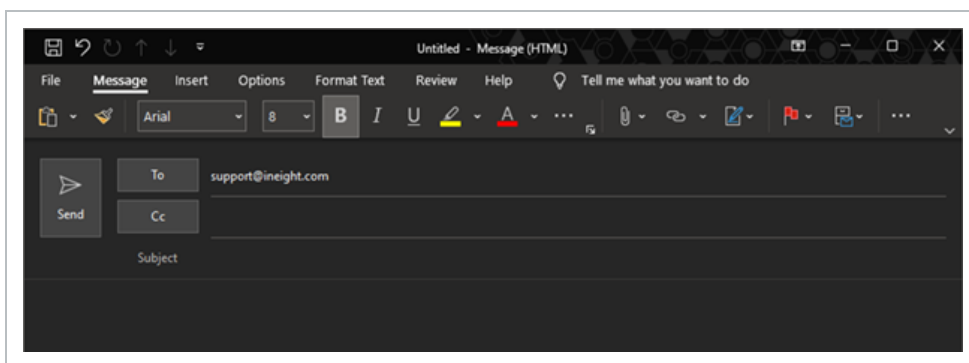 Untitled - Message (HTML)
File Message Insert Options Format Text Review Help Tell me what you want to do
Arial 8 B I U A
To support@ineight.com
Send Cc
Subject